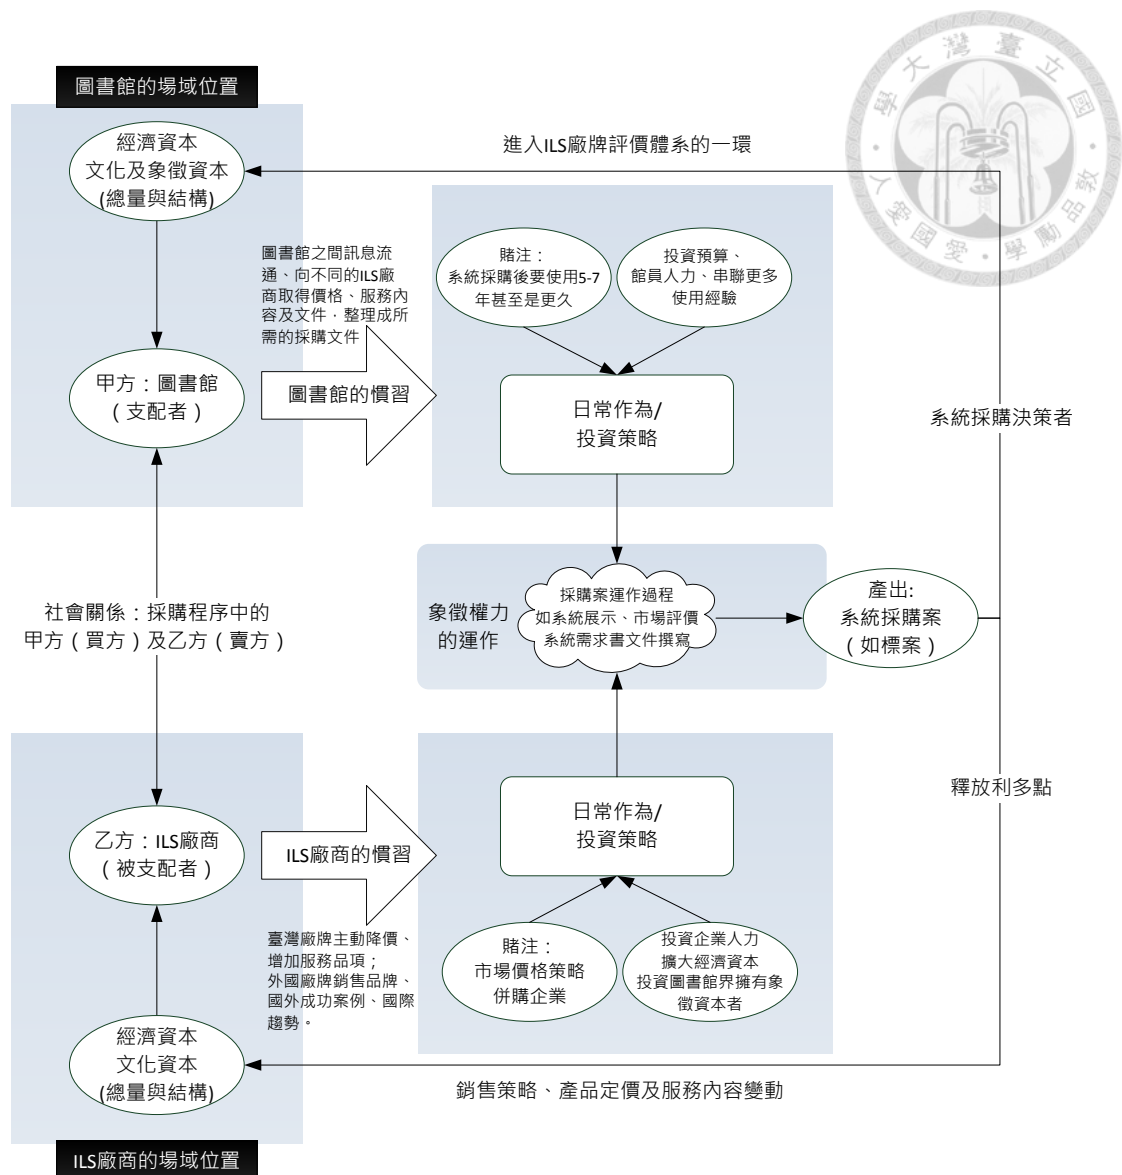 圖書館的場域位置
經濟資本
文化及象徵資本
(總量與結構)
進入ILS廠牌評價體系的一環
圖書館之間訊息流
通、向不同的ILS廠
商取得價格、服務內
容及文件，整理成所
需的採購文件
賭注：
系統採購後要使用5-7
年甚至是更久
投資預算、
館員人力、串聯更多
使用經驗
甲方：圖書館
（支配者）
圖書館的慣習
日常作為/
投資策略
系統採購決策者
社會關係：採購程序中的
甲方（買方）及乙方（賣方）
象徵權力
的運作
採購案運作過程
如系統展示、市場評價
系統需求書文件撰寫
產出:
系統採購案
（如標案）
釋放利多點
乙方：ILS廠商
（被支配者）
ILS廠商的慣習
日常作為/
投資策略
臺灣廠牌主動降價、
增加服務品項；
外國廠牌銷售品牌、
國外成功案例、國際
趨勢。
賭注：
市場價格策略
併購企業
投資企業人力
擴大經濟資本
投資圖書館界擁有象
徵資本者
經濟資本
文化資本
(總量與結構)
銷售策略、產品定價及服務內容變動
ILS廠商的場域位置
國立臺灣大學
敦品勵學·愛國愛人